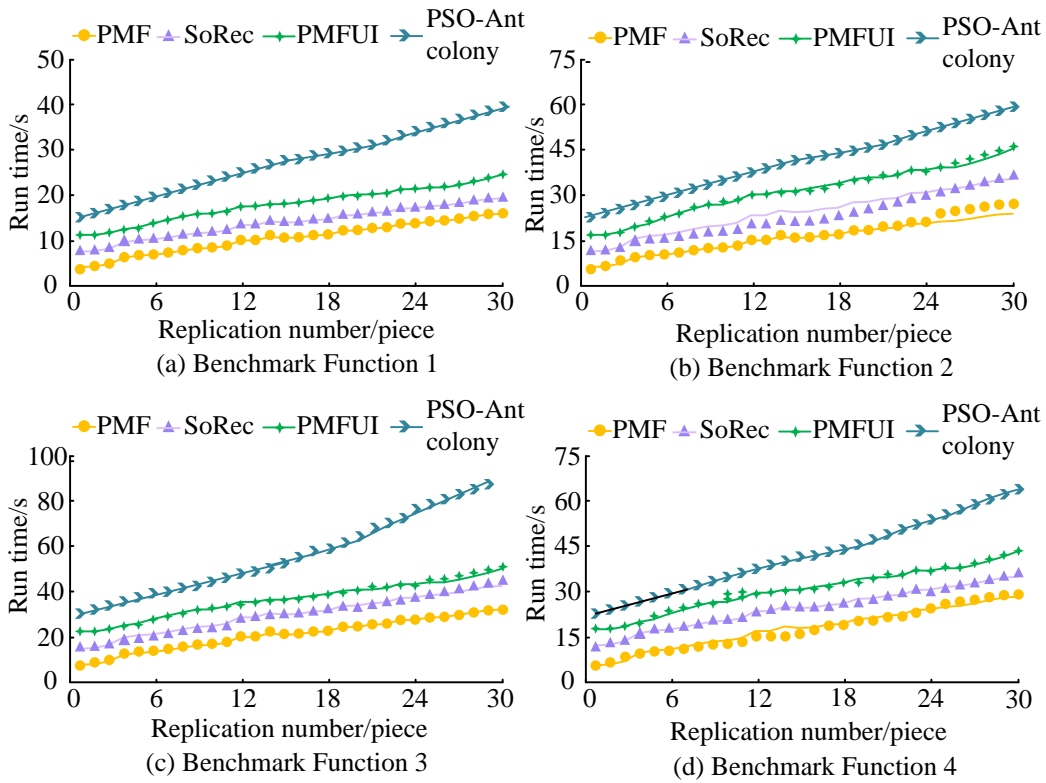 PMF SoRec PMFUI PSO-Ant colony
50
40
30
20
10
0
Run time/s
0 6 12 18 24 30
Replication number/piece
(a) Benchmark Function 1
PMF SoRec PMFUI PSO-Ant colony
75
60
45
30
15
0
Run time/s
0 6 12 18 24 30
Replication number/piece
(b) Benchmark Function 2
PMF SoRec PMFUI PSO-Ant colony
100
80
60
40
20
0
Run time/s
0 6 12 18 24 30
Replication number/piece
(c) Benchmark Function 3
PMF SoRec PMFUI PSO-Ant colony
75
60
45
30
15
0
Run time/s
0 6 12 18 24 30
Replication number/piece
(d) Benchmark Function 4